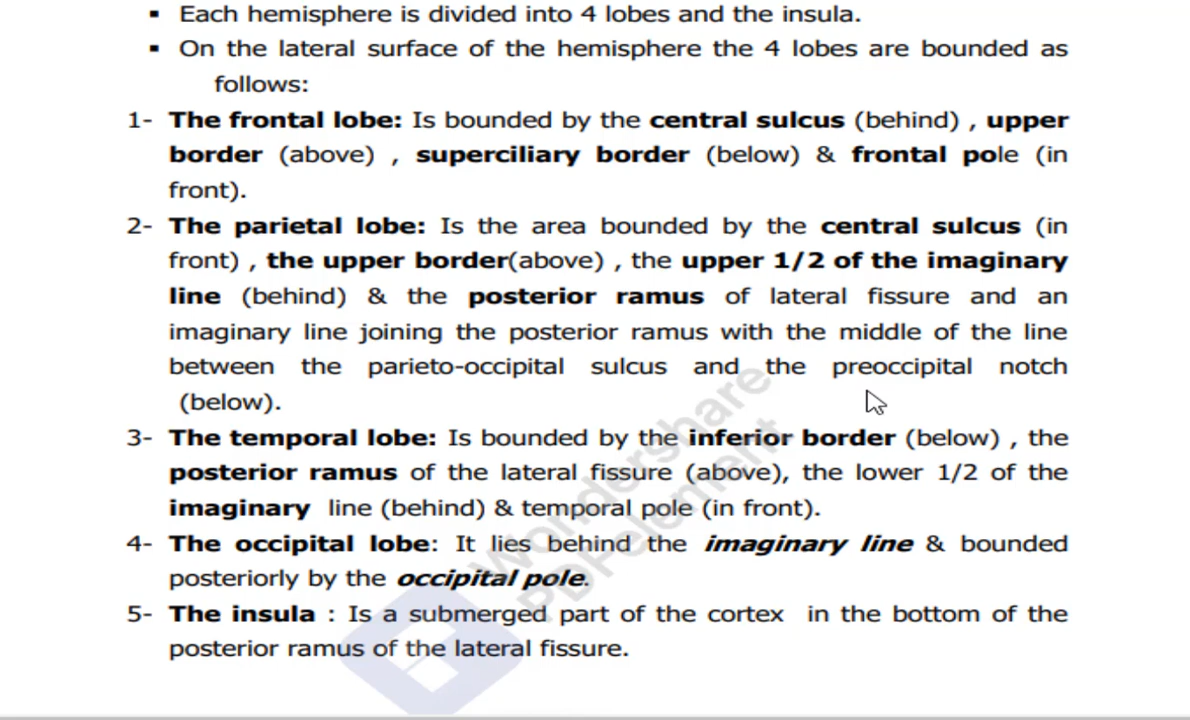 ▪ Each hemisphere is divided into 4 lobes and the insula.
▪ On the lateral surface of the hemisphere the 4 lobes are bounded as
follows:
1- The frontal lobe: Is bounded by the central sulcus (behind) , upper
border (above) , superciliary border (below) & frontal pole (in
front).
2- The parietal lobe: Is the area bounded by the central sulcus (in
front) , the upper border(above) , the upper 1/2 of the imaginary
line (behind) & the posterior ramus of lateral fissure and an
imaginary line joining the posterior ramus with the middle of the line
between the parieto-occipital sulcus and the preoccipital notch
(below).
3- The temporal lobe: Is bounded by the inferior border (below) , the
posterior ramus of the lateral fissure (above), the lower 1/2 of the
imaginary line (behind) & temporal pole (in front).
4- The occipital lobe: It lies behind the imaginary line & bounded
posteriorly by the occipital pole.
5- The insula : Is a submerged part of the cortex in the bottom of the
posterior ramus of the lateral fissure.
Wondershare
PDFelement